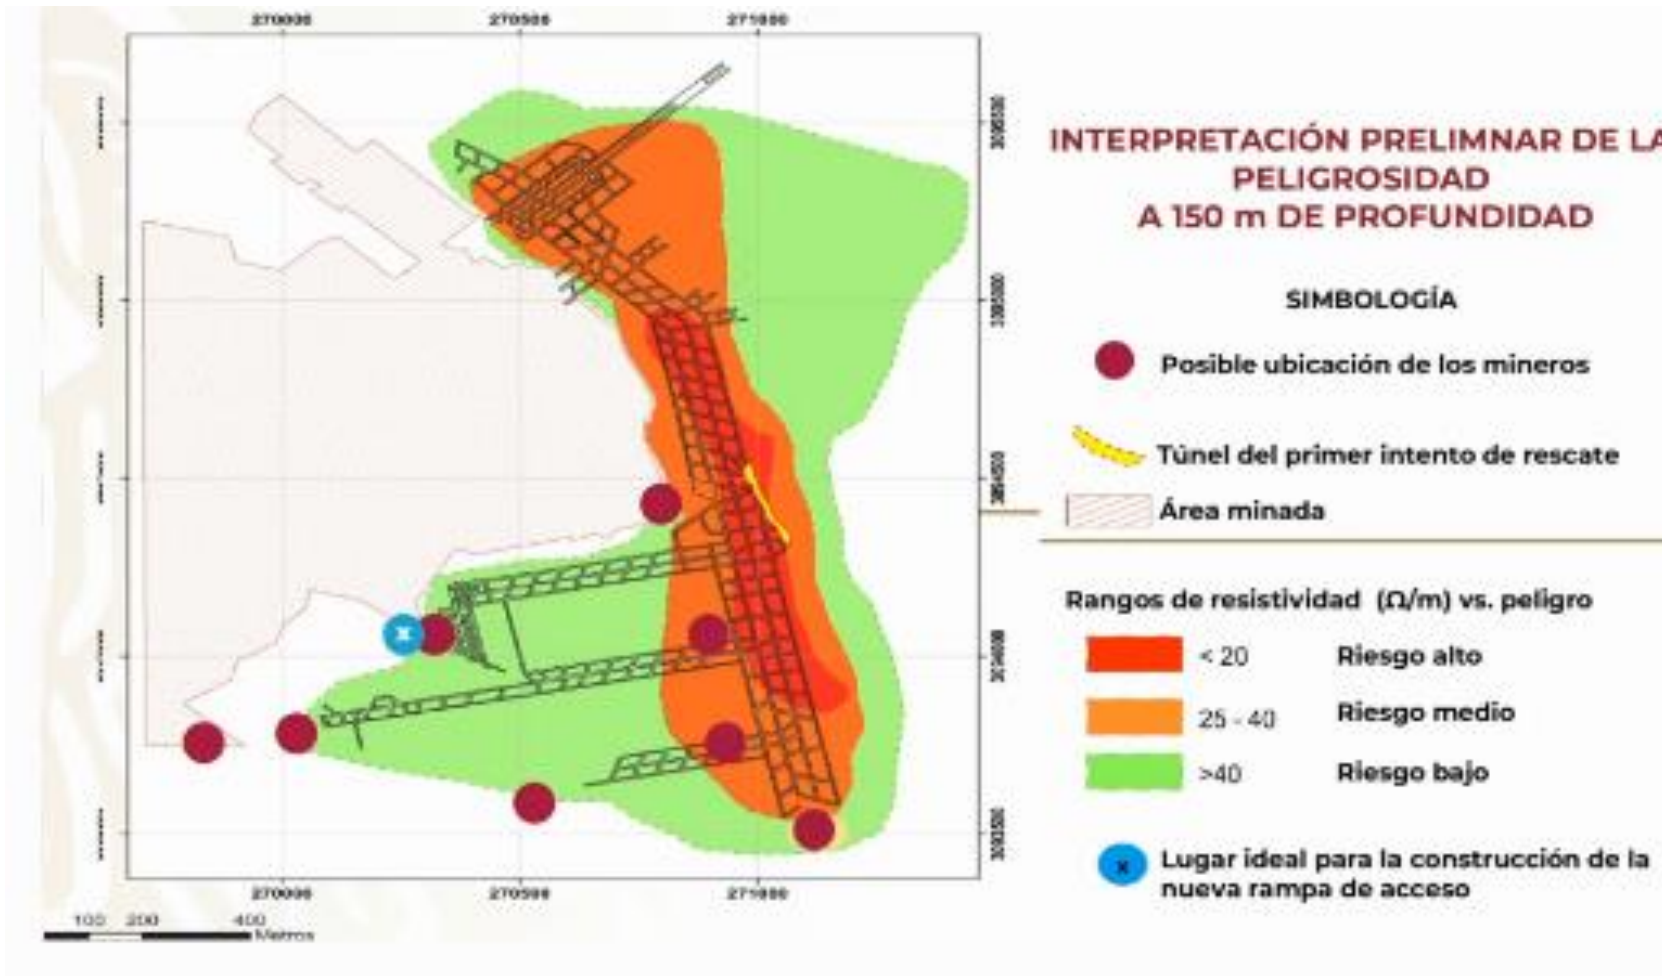 270000 270500 271000
INTERPRETACIÓN PRELIMNAR DE LA
PELIGROSIDAD
A 150 m DE PROFUNDIDAD
SIMBOLOGÍA
Posible ubicación de los mineros
Túnel del primer intento de rescate
Área minada
Rangos de resistividad (Ω/m) vs. peligro
< 20 Riesgo alto
25 - 40 Riesgo medio
>40 Riesgo bajo
x
x Lugar ideal para la construcción de la
nueva rampa de acceso
270000 270500 271000
100 200 400
Metros